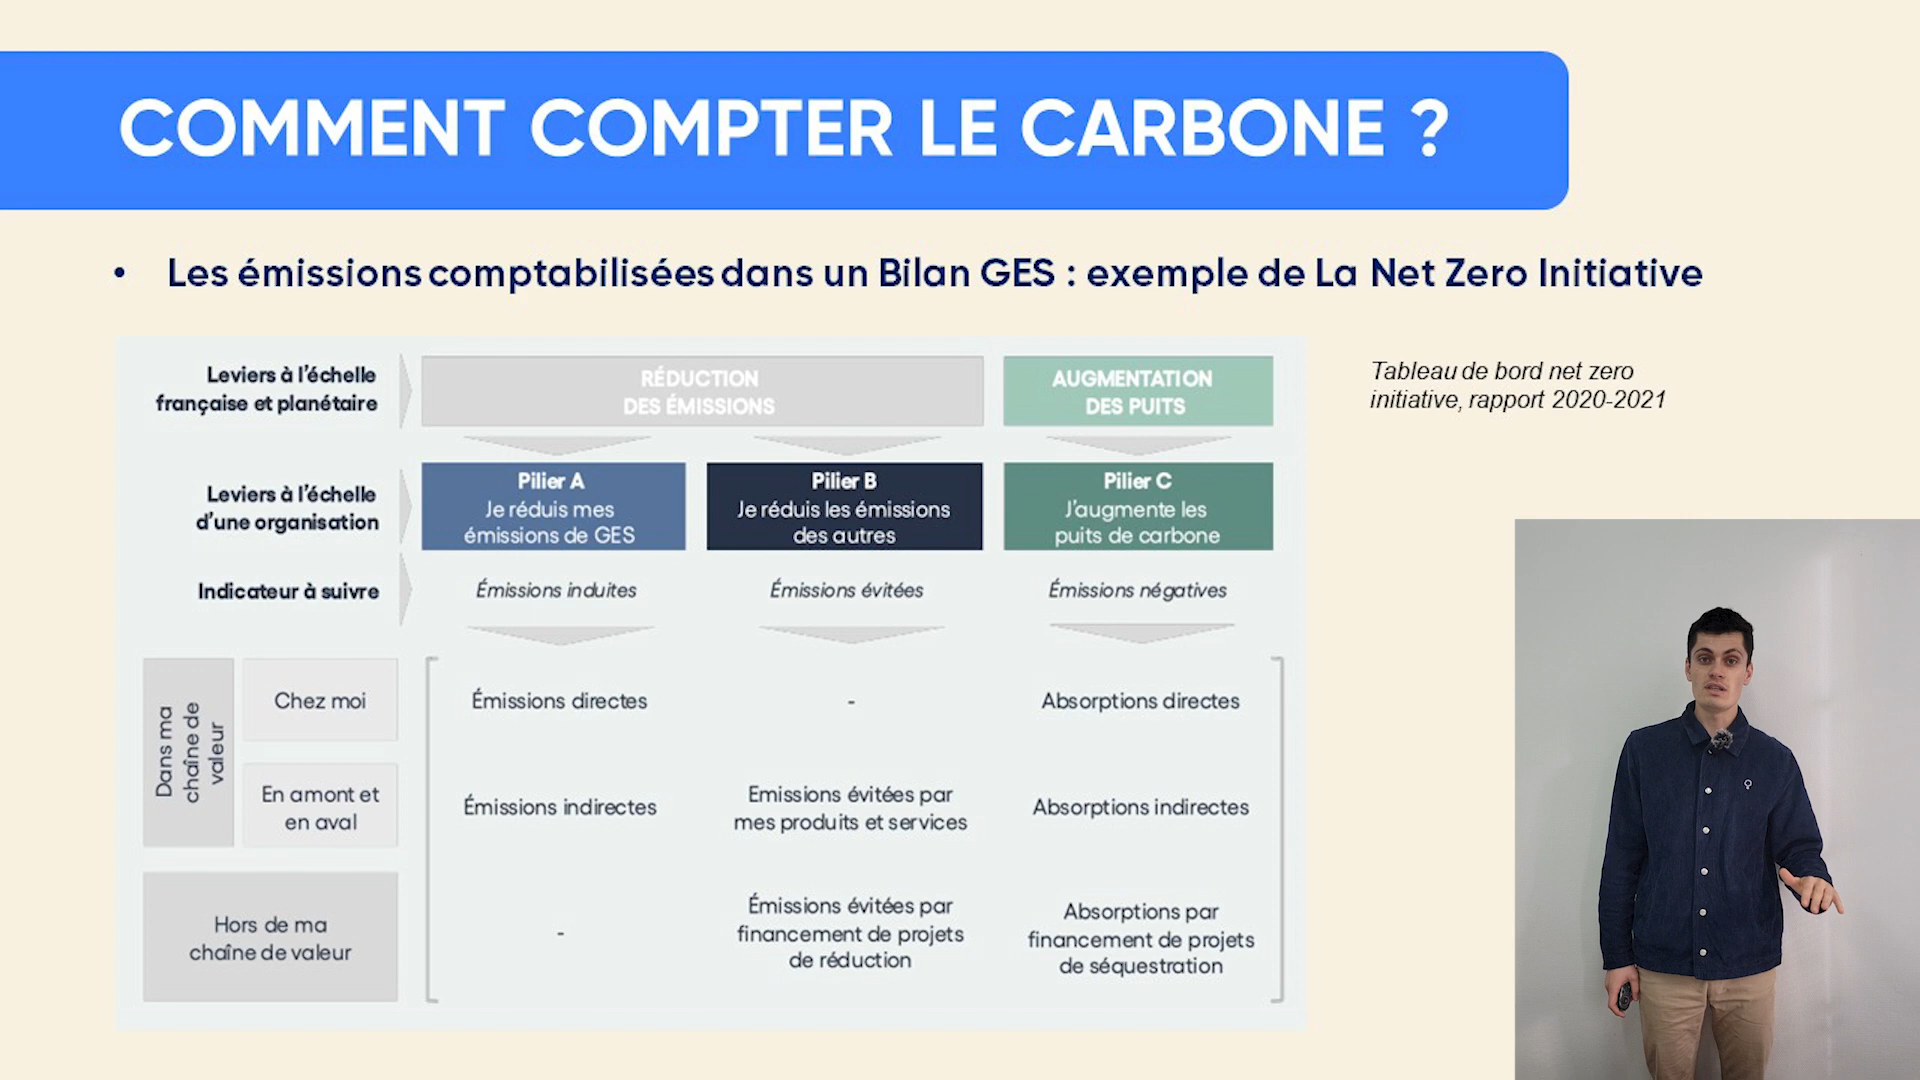 COMMENT COMPTER LE CARBONE ?
• Les émissions comptabilisées dans un Bilan GES : exemple de La Net Zero Initiative
Tableau de bord net zero
initiative, rapport 2020-2021
Leviers à l'échelle
française et planétaire
RÉDUCTION
DES ÉMISSIONS
AUGMENTATION
DES PUITS
Leviers à l'échelle
d'une organisation
Pilier A
Je réduis mes
émissions de GES
Pilier B
Je réduis les émissions
des autres
Pilier C
J'augmente les
puits de carbone
Indicateur à suivre
Émissions induites
Émissions évitées
Émissions négatives
Dans ma
chaîne de
valeur
Chez moi
Émissions directes
-
Absorptions directes
En amont et
en aval
Émissions indirectes
Emissions évitées par
mes produits et services
Absorptions indirectes
Hors de ma
chaîne de valeur
-
Émissions évitées par
financement de projets
de réduction
Absorptions par
financement de projets
de séquestration